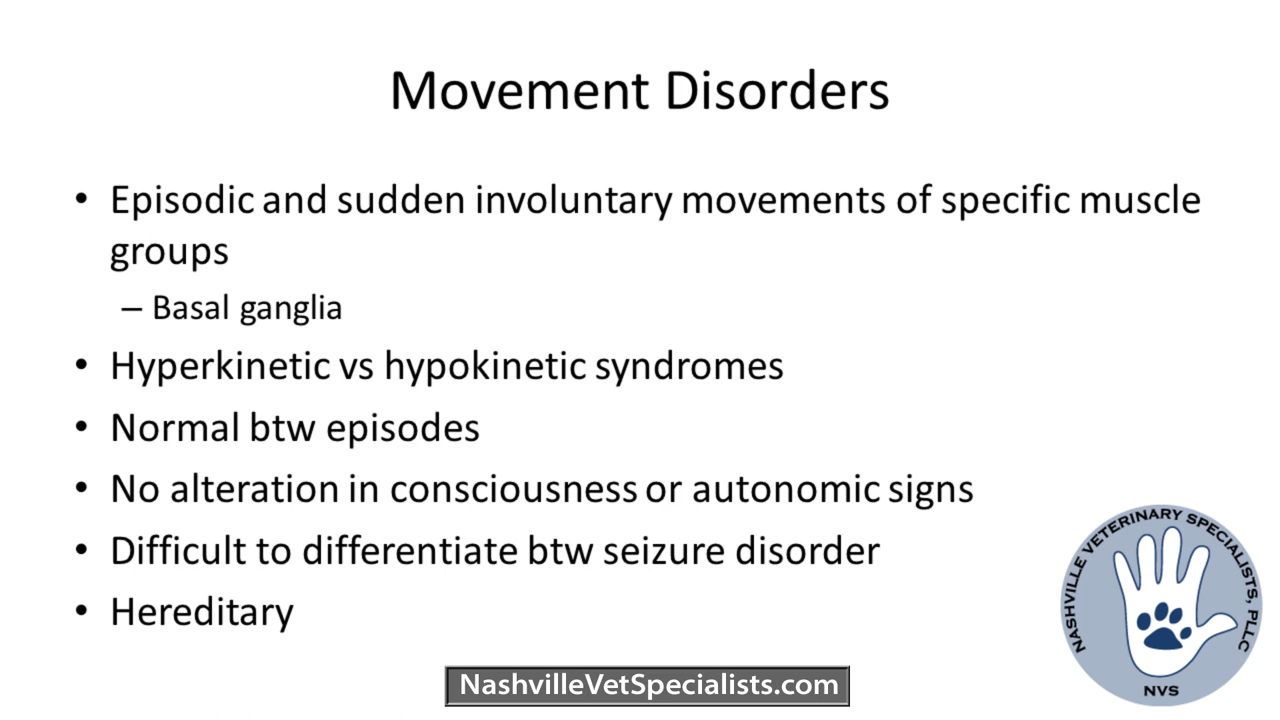 Movement Disorders
• Episodic and sudden involuntary movements of specific muscle
groups
– Basal ganglia
• Hyperkinetic vs hypokinetic syndromes
• Normal btw episodes
• No alteration in consciousness or autonomic signs
• Difficult to differentiate btw seizure disorder
• Hereditary
NASHVILLE VETERINARY SPECIALISTS, PLLC
NVS
NashvilleVetSpecialists.com